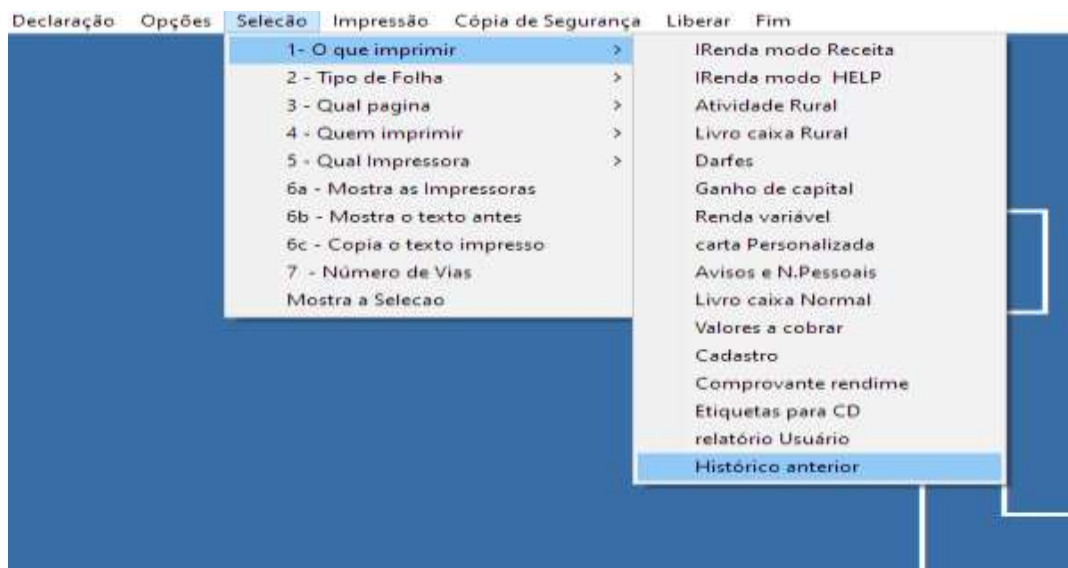 Declaração Opções Selecão Impressão Cópia de Segurança Liberar Fim
1- O que imprimir >
2 - Tipo de Folha >
3 - Qual pagina >
4 - Quem imprimir >
5 - Qual Impressora >
6a - Mostra as Impressoras
6b - Mostra o texto antes
6c - Copia o texto impresso
7 - Número de Vias
Mostra a Selecao
IRenda modo Receita
IRenda modo HELP
Atividade Rural
Livro caixa Rural
Darfes
Ganho de capital
Renda variável
carta Personalizada
Avisos e N.Pessoais
Livro caixa Normal
Valores a cobrar
Cadastro
Comprovante rendime
Etiquetas para CD
relatório Usuário
Histórico anterior